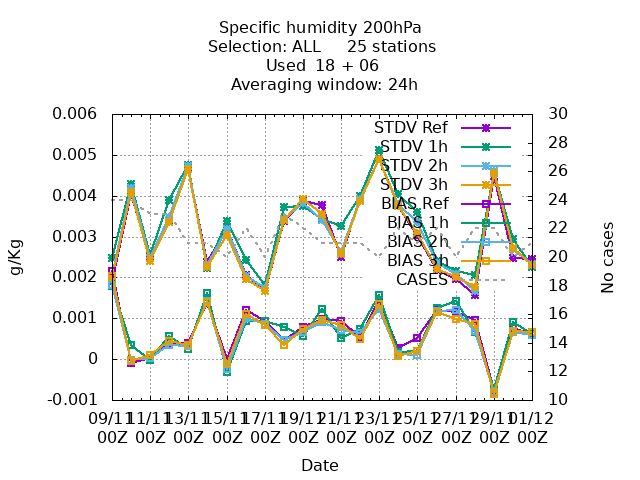 Specific humidity 200hPa
Selection: ALL 25 stations
Used 18 + 06
Averaging window: 24h
g/Kg
0.006
0.005
0.004
0.003
0.002
0.001
0
-0.001
STDV Ref
STDV 1h
STDV 2h
STDV 3h
BIAS Ref
BIAS 1h
BIAS 2h
BIAS 3h
CASES
30
28
26
24
22
20
18
16
14
12
10
No cases
09/11 11/11 13/11 15/11 17/11 19/11 21/11 23/11 25/11 27/11 29/11 01/12
00Z 00Z 00Z 00Z 00Z 00Z 00Z 00Z 00Z 00Z 00Z 00Z
Date